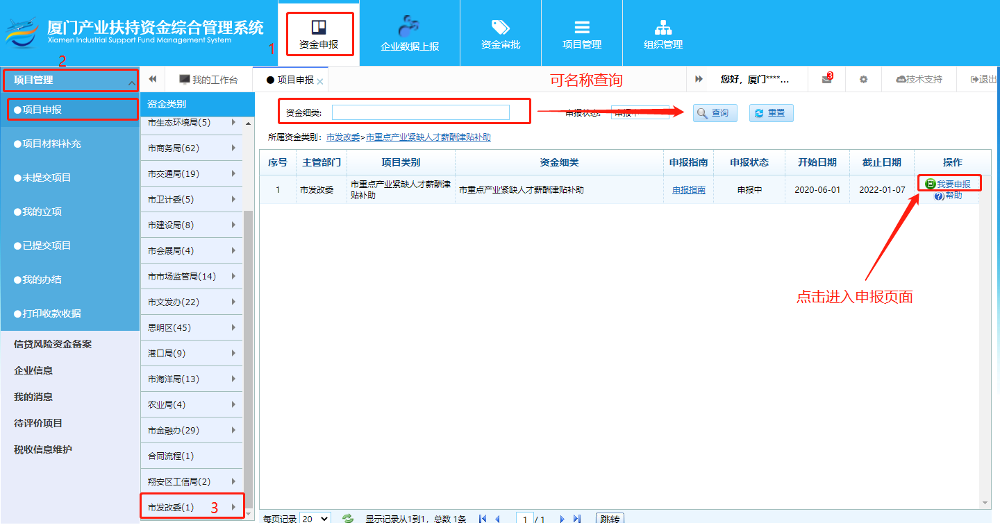 厦门产业扶持资金综合管理系统
Xiamen Industrial Support Fund Management System
1
资金申报
企业数据上报
资金审批
项目管理
组织管理
2
项目管理
我的工作台
项目申报
可名称查询
您好，厦门****...
3
技术支持
退出
项目申报
项目材料补充
未提交项目
我的立项
已提交项目
我的办结
打印收款收据
信贷风险资金备案
企业信息
我的消息
待评价项目
税收信息维护
资金类别
市生态环境局(5)
市商务局(62)
市交通局(19)
市卫计委(5)
市建设局(8)
市会展局(4)
市市场监管局(14)
市文发办(22)
思明区(45)
港口局(9)
市海洋局(13)
农业局(4)
市金融办(29)
合同流程(1)
翔安区工信局(2)
市发改委(1)
3
资金细类:
申报状态:
申报中
查询
重置
所属资金类别：市发改委>市重点产业紧缺人才薪酬津贴补助
序号 主管部门 项目类别 资金细类 申报指南 申报状态 开始日期 截止日期 操作
1 市发改委 市重点产业紧缺人才薪酬津
贴补助 市重点产业紧缺人才薪酬津贴补助 申报指南 申报中 2020-06-01 2022-01-07 我要申报
帮助
点击进入申报页面
每页记录 20 显示记录从1到1，总数 1条 1 / 1 跳转